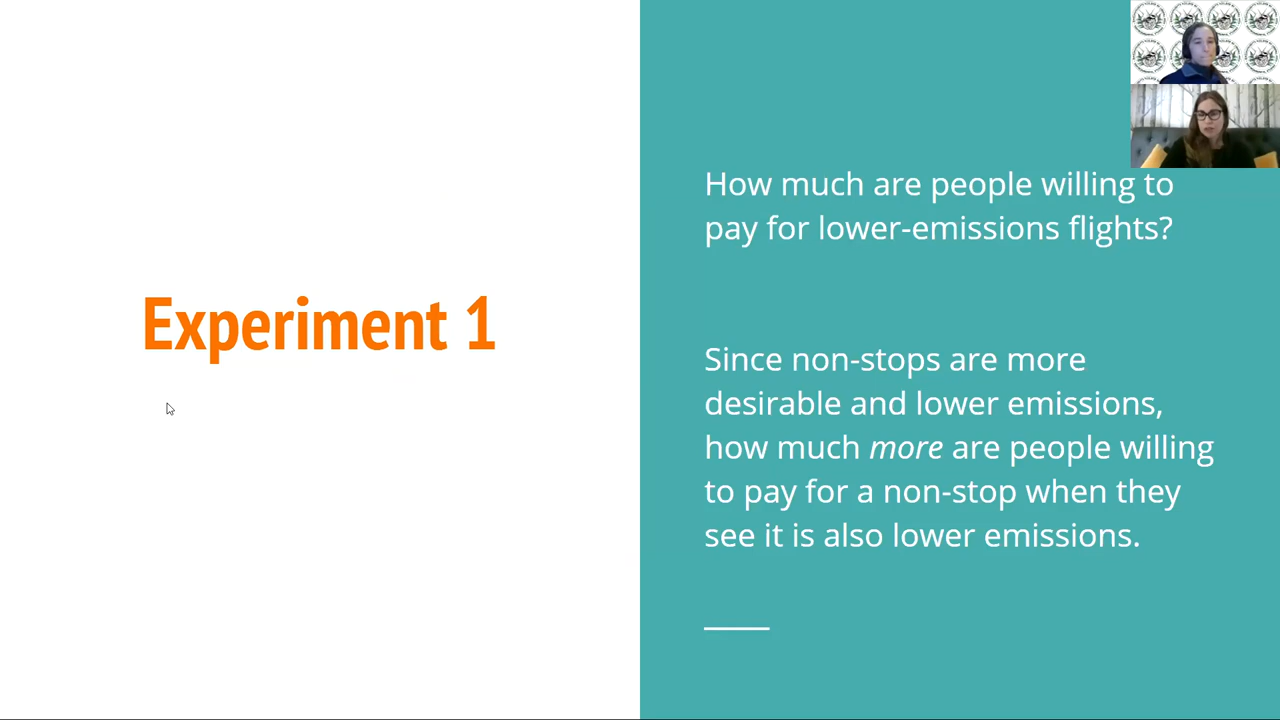 Experiment 1
How much are people willing to
pay for lower-emissions flights?
Since non-stops are more
desirable and lower emissions,
how much more are people willing
to pay for a non-stop when they
see it is also lower emissions.